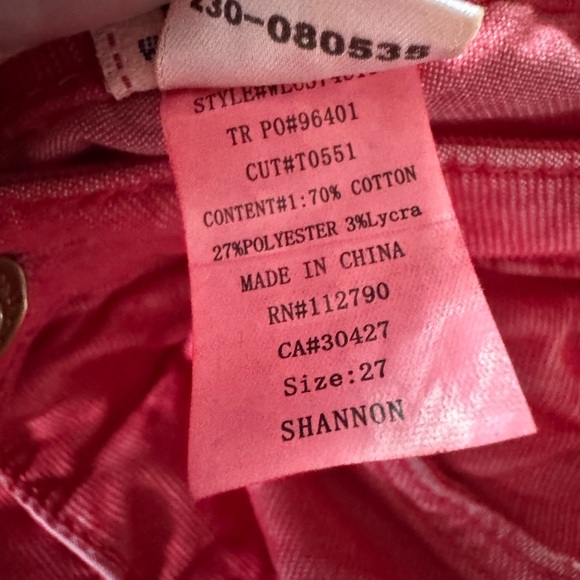 230-080535
TR PO#96401
CUT#T0551
CONTENT#1:70% COTTON
27%POLYESTER 3%Lycra
MADE IN CHINA
RN#112790
CA#30427
Size:27
SHANNON